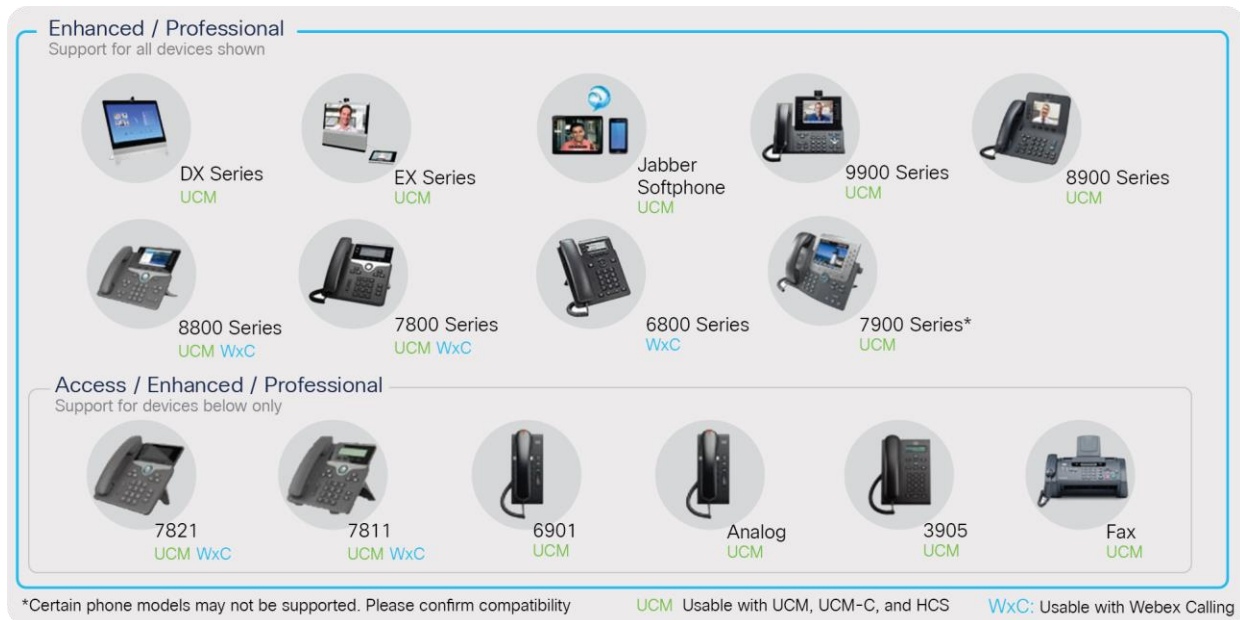 Enhanced / Professional
Support for all devices shown
DX Series
UCM
EX Series
UCM
Jabber
Softphone
UCM
9900 Series
UCM
8900 Series
UCM
8800 Series
UCM WxC
7800 Series
UCM WxC
6800 Series
WxC
7900 Series*
UCM
Access / Enhanced / Professional
Support for devices below only
7821
UCM WxC
7811
UCM WxC
6901
UCM
Analog
UCM
3905
UCM
Fax
UCM
*Certain phone models may not be supported. Please confirm compatibility
UCM Usable with UCM, UCM-C, and HCS
WxC: Usable with Webex Calling